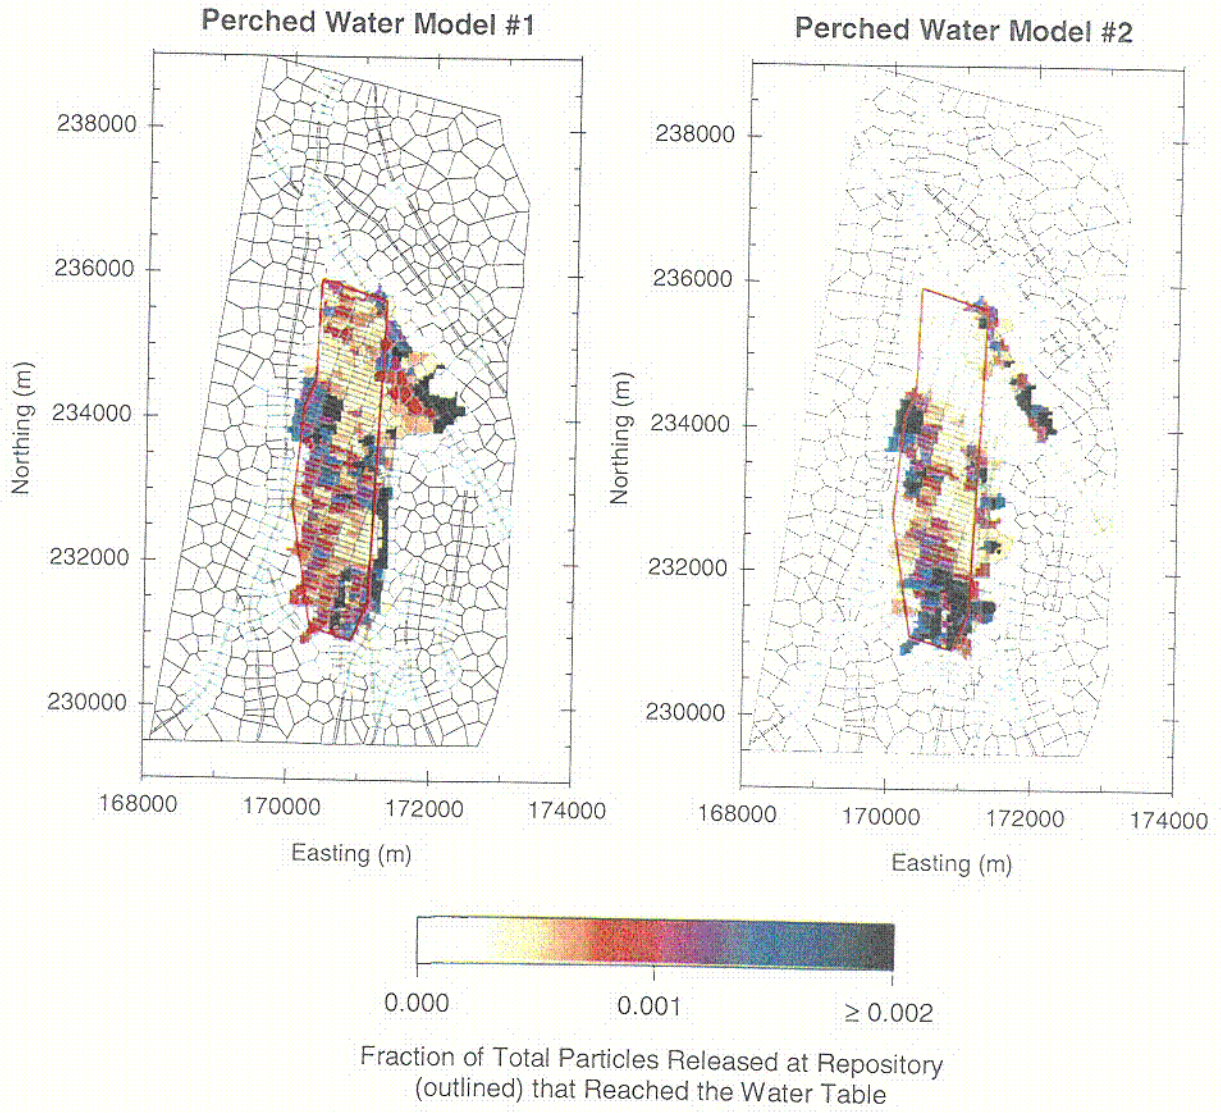 Perched Water Model #1
Perched Water Model #2
238000
236000
234000
232000
230000
Northing (m)
168000 170000 172000 174000
Easting (m)
238000
236000
234000
232000
230000
Northing (m)
168000 170000 172000 174000
Easting (m)
0.000 0.001 ≥ 0.002
Fraction of Total Particles Released at Repository
(outlined) that Reached the Water Table